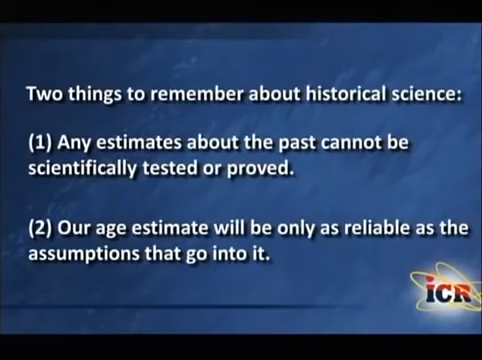 Two things to remember about historical science:
(1) Any estimates about the past cannot be
scientifically tested or proved.
(2) Our age estimate will be only as reliable as the
assumptions that go into it.
iCR